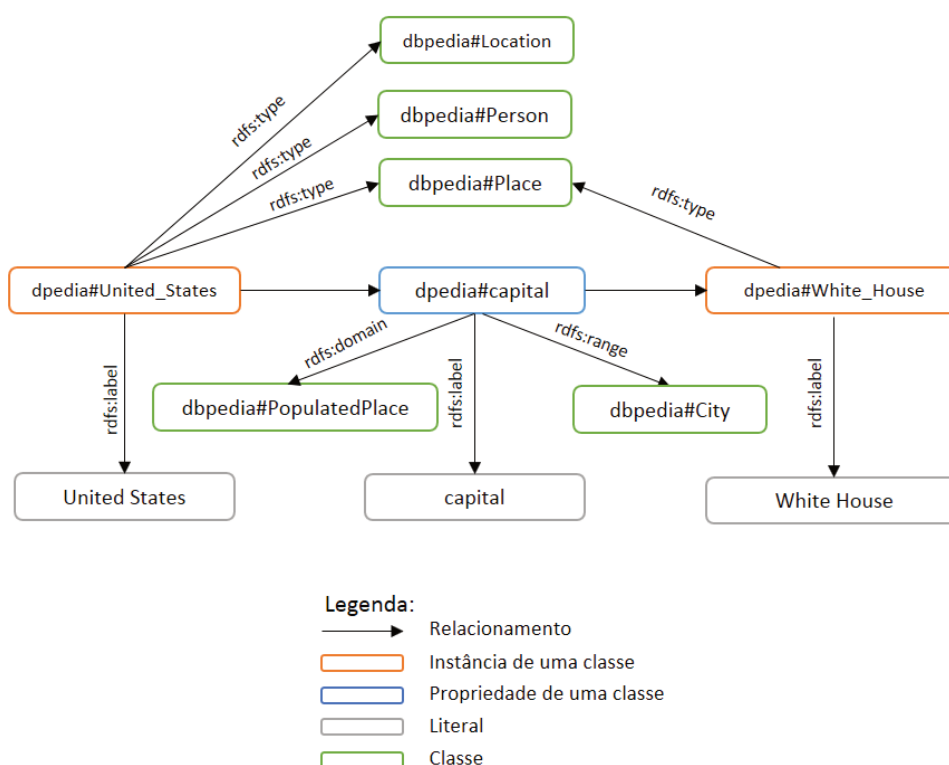 dbpedia#Location
dbpedia#Person
dbpedia#Place
rdfs:type
rdfs:type
rdfs:type
rdfs:type
dpedia#United_States
dpedia#capital
dpedia#White_House
rdfs:domain
rdfs:range
rdfs:label
rdfs:label
rdfs:label
dbpedia#PopulatedPlace
dbpedia#City
United States
capital
White House
Legenda:
Relacionamento
Instância de uma classe
Propriedade de uma classe
Literal
Classe